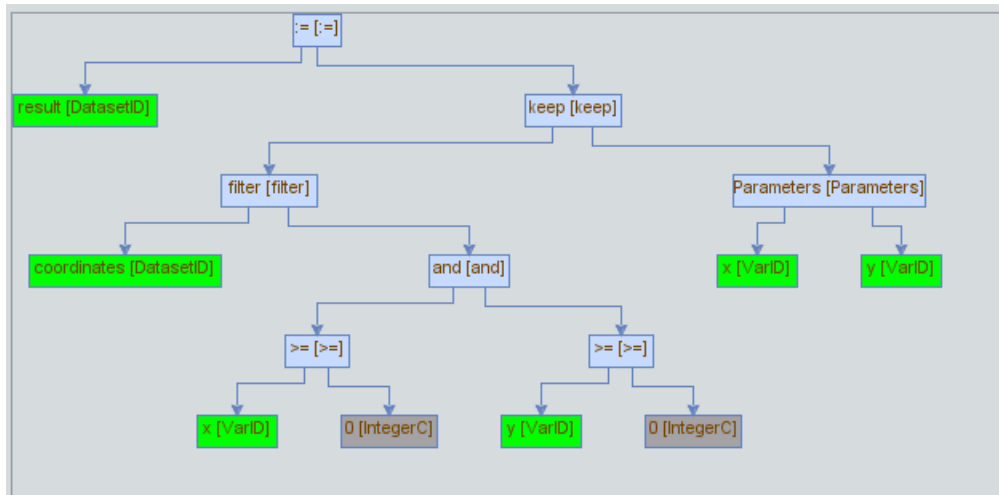 := [:=]
result [DatasetID]
keep [keep]
filter [filter]
Parameters [Parameters]
coordinates [DatasetID]
and [and]
x [VarID]
y [VarID]
>= [>=]
>= [>=]
x [VarID]
0 [IntegerC]
y [VarID]
0 [IntegerC]